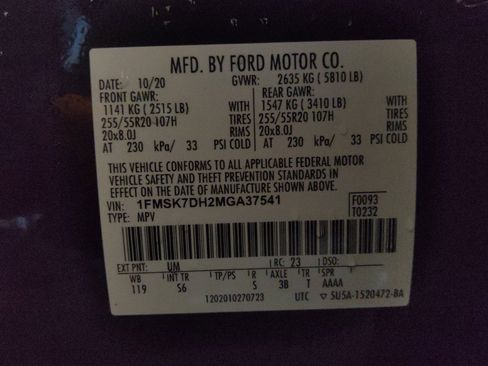 MFD. BY FORD MOTOR CO.
DATE: 10/20 GVWR: 2635 KG (5810 LB)
FRONT GAWR: REAR GAWR:
1141 KG (2515 LB) WITH 1547 KG (3410 LB) WITH
255/55R20 107H TIRES 255/55R20 107H TIRES
20x8.0J RIMS 20x8.0J RIMS
AT 230 kPa/ 33 PSI COLD AT 230 kPa/ 33 PSI COLD
THIS VEHICLE CONFORMS TO ALL APPLICABLE FEDERAL MOTOR
VEHICLE SAFETY AND THEFT PREVENTION STANDARDS IN
EFFECT ON THE DATE OF MANUFACTURE SHOWN ABOVE.
VIN: 1FMSK7DH2MGA37541 F0093
TYPE: MPV T0232
EXT PNT: UM RC: 23 DSO:
WB INT TR TP/PS R AXLE TR SPR
119 S6 S 3B T AAAA
1202010270723 UTC ▽ 5U5A-1520472-BA